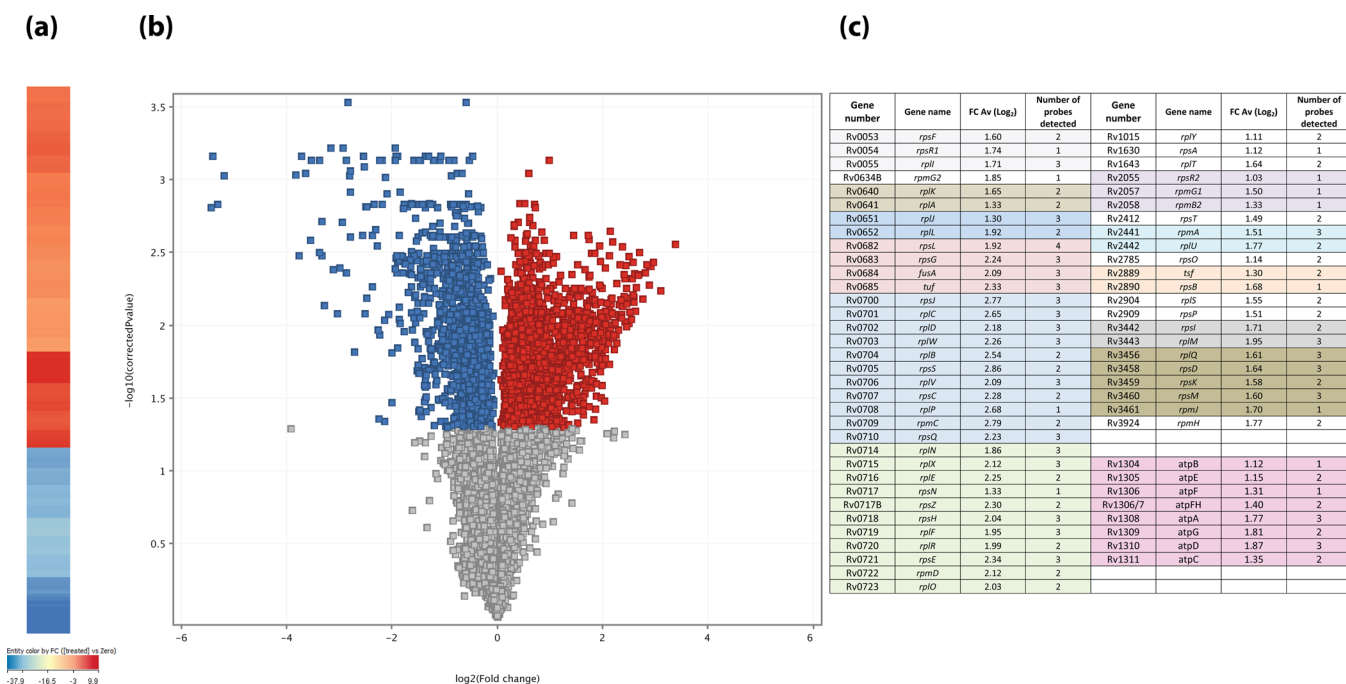 (a)
(b)
(c)
3.5
3
2.5
2
1.5
1
0.5
-log10(correctedPvalue)
−6
−4
−2
0
2
4
6
log2(Fold change)
Entity color by FC ([treated] vs Zero)
-37.9 -16.5 -3 9.9
Gene number Gene name FC Av (Log2) Number of probes detected Gene number Gene name FC Av (Log2) Number of probes detected
Rv0053 rpsF 1.60 2 Rv1015 rplY 1.11 2
Rv0054 rpsR1 1.74 1 Rv1630 rpsA 1.12 1
Rv0055 rplI 1.71 3 Rv1643 rplT 1.64 2
Rv0634B rpmG2 1.85 1 Rv2055 rpsR2 1.03 1
Rv0640 rplK 1.65 2 Rv2057 rpmG1 1.50 1
Rv0641 rplA 1.33 2 Rv2058 rpmB2 1.33 1
Rv0651 rplJ 1.30 3 Rv2412 rpsT 1.49 2
Rv0652 rplL 1.92 2 Rv2441 rpmA 1.51 3
Rv0682 rpsL 1.92 4 Rv2442 rplU 1.77 2
Rv0683 rpsG 2.24 3 Rv2785 rpsO 1.14 2
Rv0684 fusA 2.09 3 Rv2889 tsf 1.30 2
Rv0685 tuf 2.33 3 Rv2890 rpsB 1.68 1
Rv0700 rpsJ 2.77 3 Rv2904 rplS 1.55 2
Rv0701 rplC 2.65 3 Rv2909 rpsP 1.51 2
Rv0702 rplD 2.18 3 Rv3442 rpsI 1.71 2
Rv0703 rplW 2.26 3 Rv3443 rplM 1.95 3
Rv0704 rplB 2.54 2 Rv3456 rplQ 1.61 3
Rv0705 rpsS 2.86 2 Rv3458 rpsD 1.64 3
Rv0706 rplV 2.09 3 Rv3459 rpsK 1.58 2
Rv0707 rpsC 2.28 2 Rv3460 rpsM 1.60 3
Rv0708 rplP 2.68 1 Rv3461 rpmJ 1.70 1
Rv0709 rpmC 2.79 2 Rv3924 rpmH 1.77 2
Rv0710 rpsQ 2.23 3
Rv0714 rplN 1.86 3
Rv0715 rplX 2.12 3 Rv1304 atpB 1.12 1
Rv0716 rplE 2.25 2 Rv1305 atpE 1.15 2
Rv0717 rpsN 1.33 1 Rv1306 atpF 1.31 1
Rv0717B rpsZ 2.30 2 Rv1306/7 atpFH 1.40 2
Rv0718 rpsH 2.04 3 Rv1308 atpA 1.77 3
Rv0719 rplF 1.95 3 Rv1309 atpG 1.81 2
Rv0720 rplR 1.99 2 Rv1310 atpD 1.87 3
Rv0721 rpsE 2.34 3 Rv1311 atpC 1.35 2
Rv0722 rpmD 2.12 2
Rv0723 rplO 2.03 2